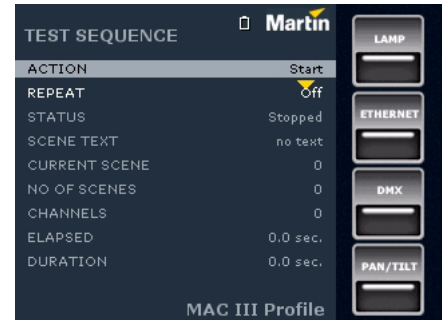 Martin
TEST SEQUENCE
ACTION Start
REPEAT Off
STATUS Stopped
SCENE TEXT no text
CURRENT SCENE 0
NO OF SCENES 0
CHANNELS 0
ELAPSED 0.0 sec.
DURATION 0.0 sec.
MAC III Profile
LAMP
ETHERNET
DMX
PAN/TILT